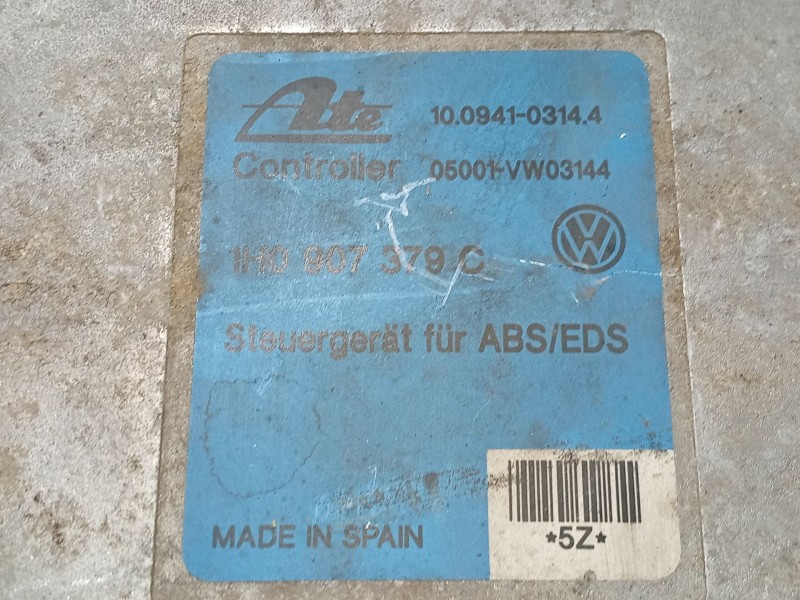 Ate 10.0941-0314.4
Controller 05001-VW03144
1H0 907 379 C
VW
Steuergerät für ABS/EDS
*5Z*
MADE IN SPAIN